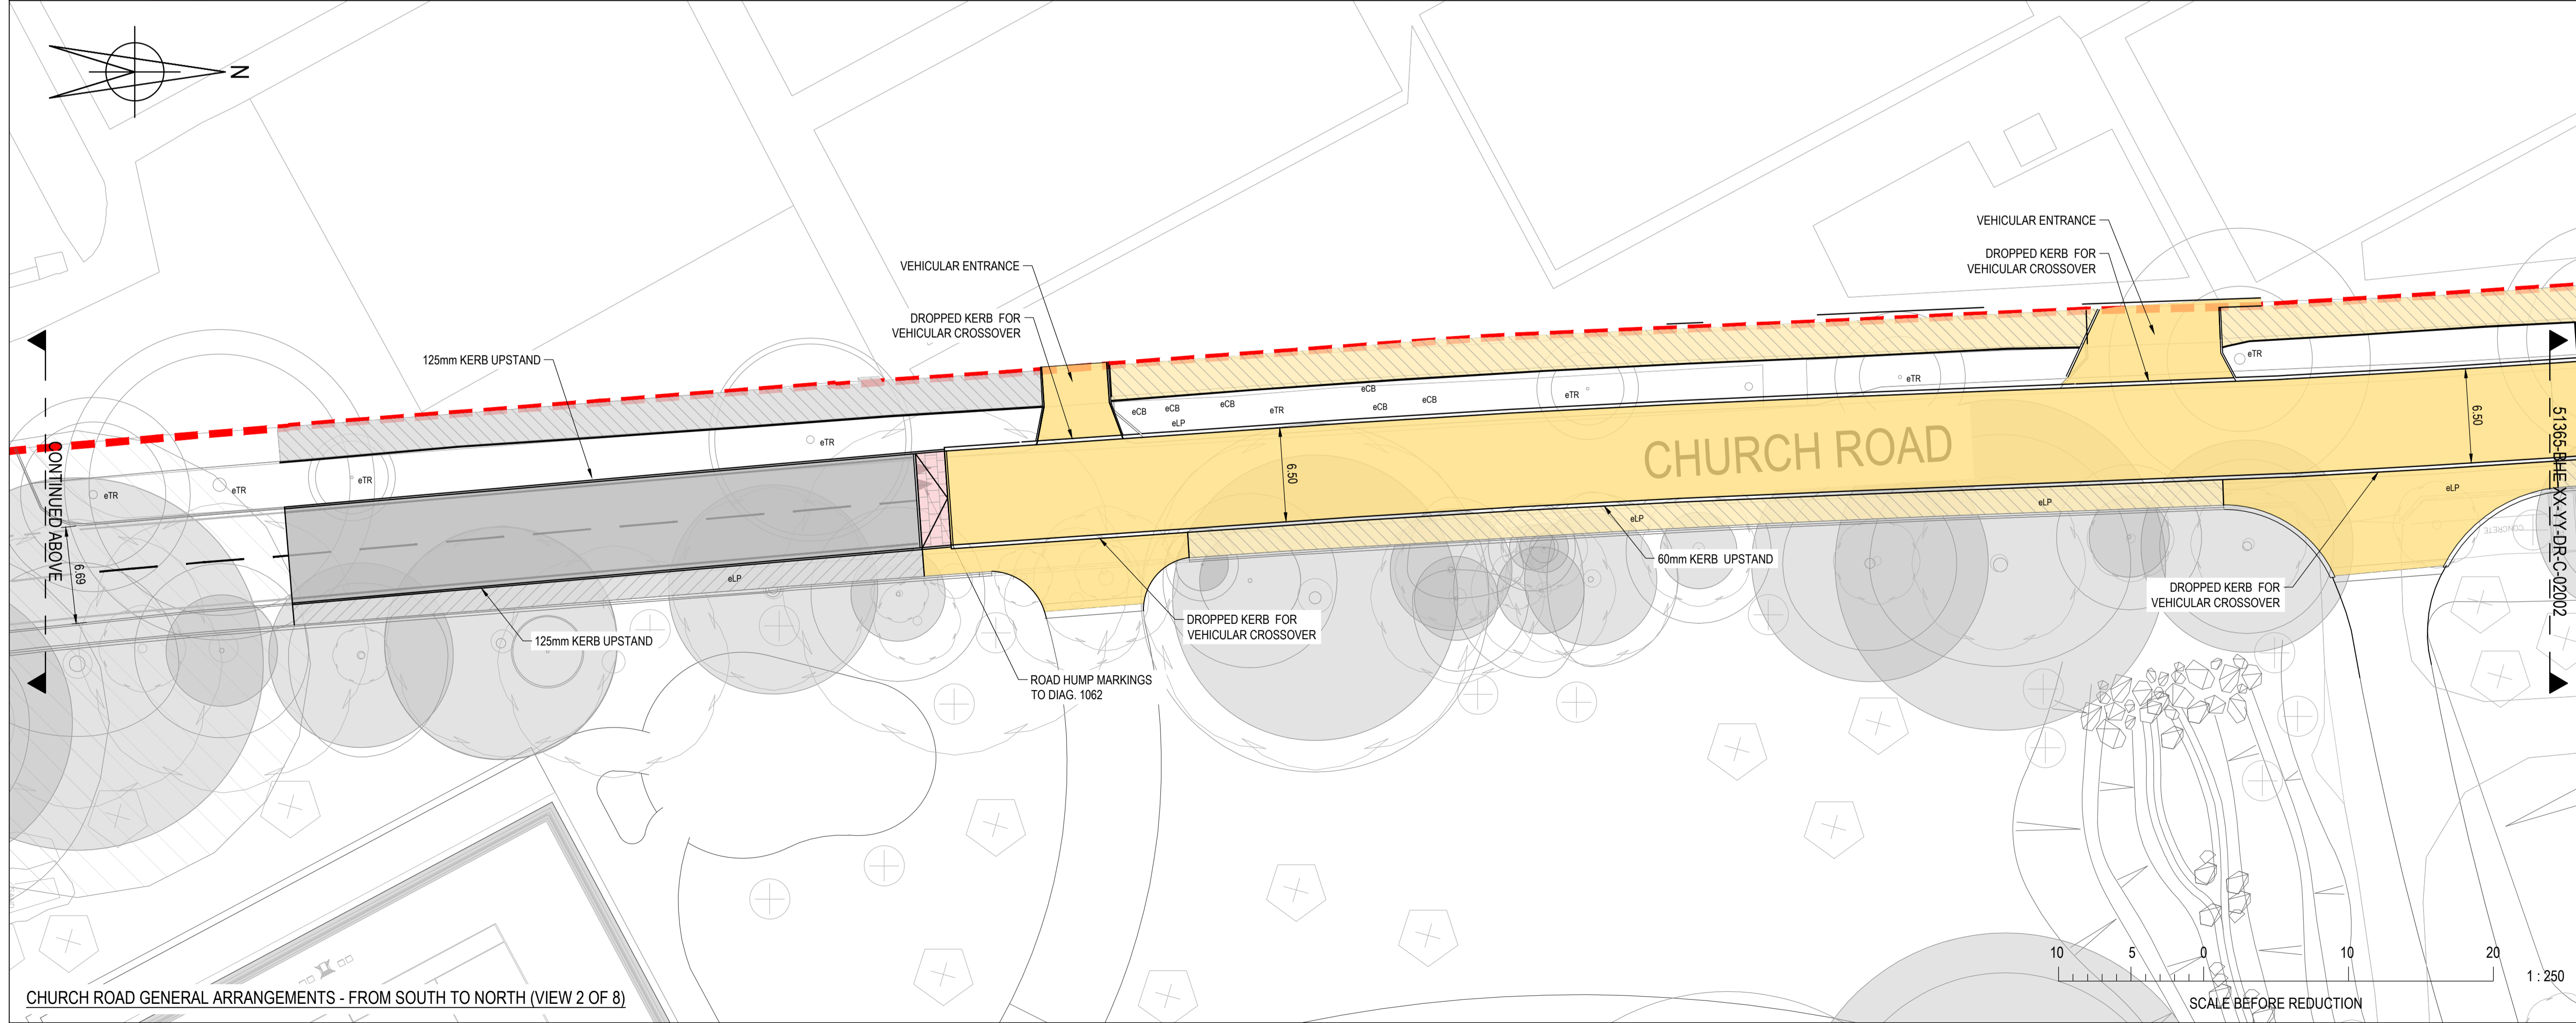 N
VEHICULAR ENTRANCE
DROPPED KERB FOR
VEHICULAR CROSSOVER
VEHICULAR ENTRANCE
DROPPED KERB FOR
VEHICULAR CROSSOVER
125mm KERB UPSTAND
CONTINUED ABOVE
6.69
eTR
eTR
eTR
eTR
eCB
eCB
eCB
eTR
eCB
eCB
eCB
eLP
eTR
eTR
eTR
6.50
CHURCH ROAD
6.50
51365-BHE-XX-YY-DR-C-02002
eLP
eLP
eLP
eLP
CONCRETE
60mm KERB UPSTAND
125mm KERB UPSTAND
DROPPED KERB FOR
VEHICULAR CROSSOVER
DROPPED KERB FOR
VEHICULAR CROSSOVER
ROAD HUMP MARKINGS
TO DIAG. 1062
10 5 0 10 20
1 : 250
SCALE BEFORE REDUCTION
CHURCH ROAD GENERAL ARRANGEMENTS - FROM SOUTH TO NORTH (VIEW 2 OF 8)